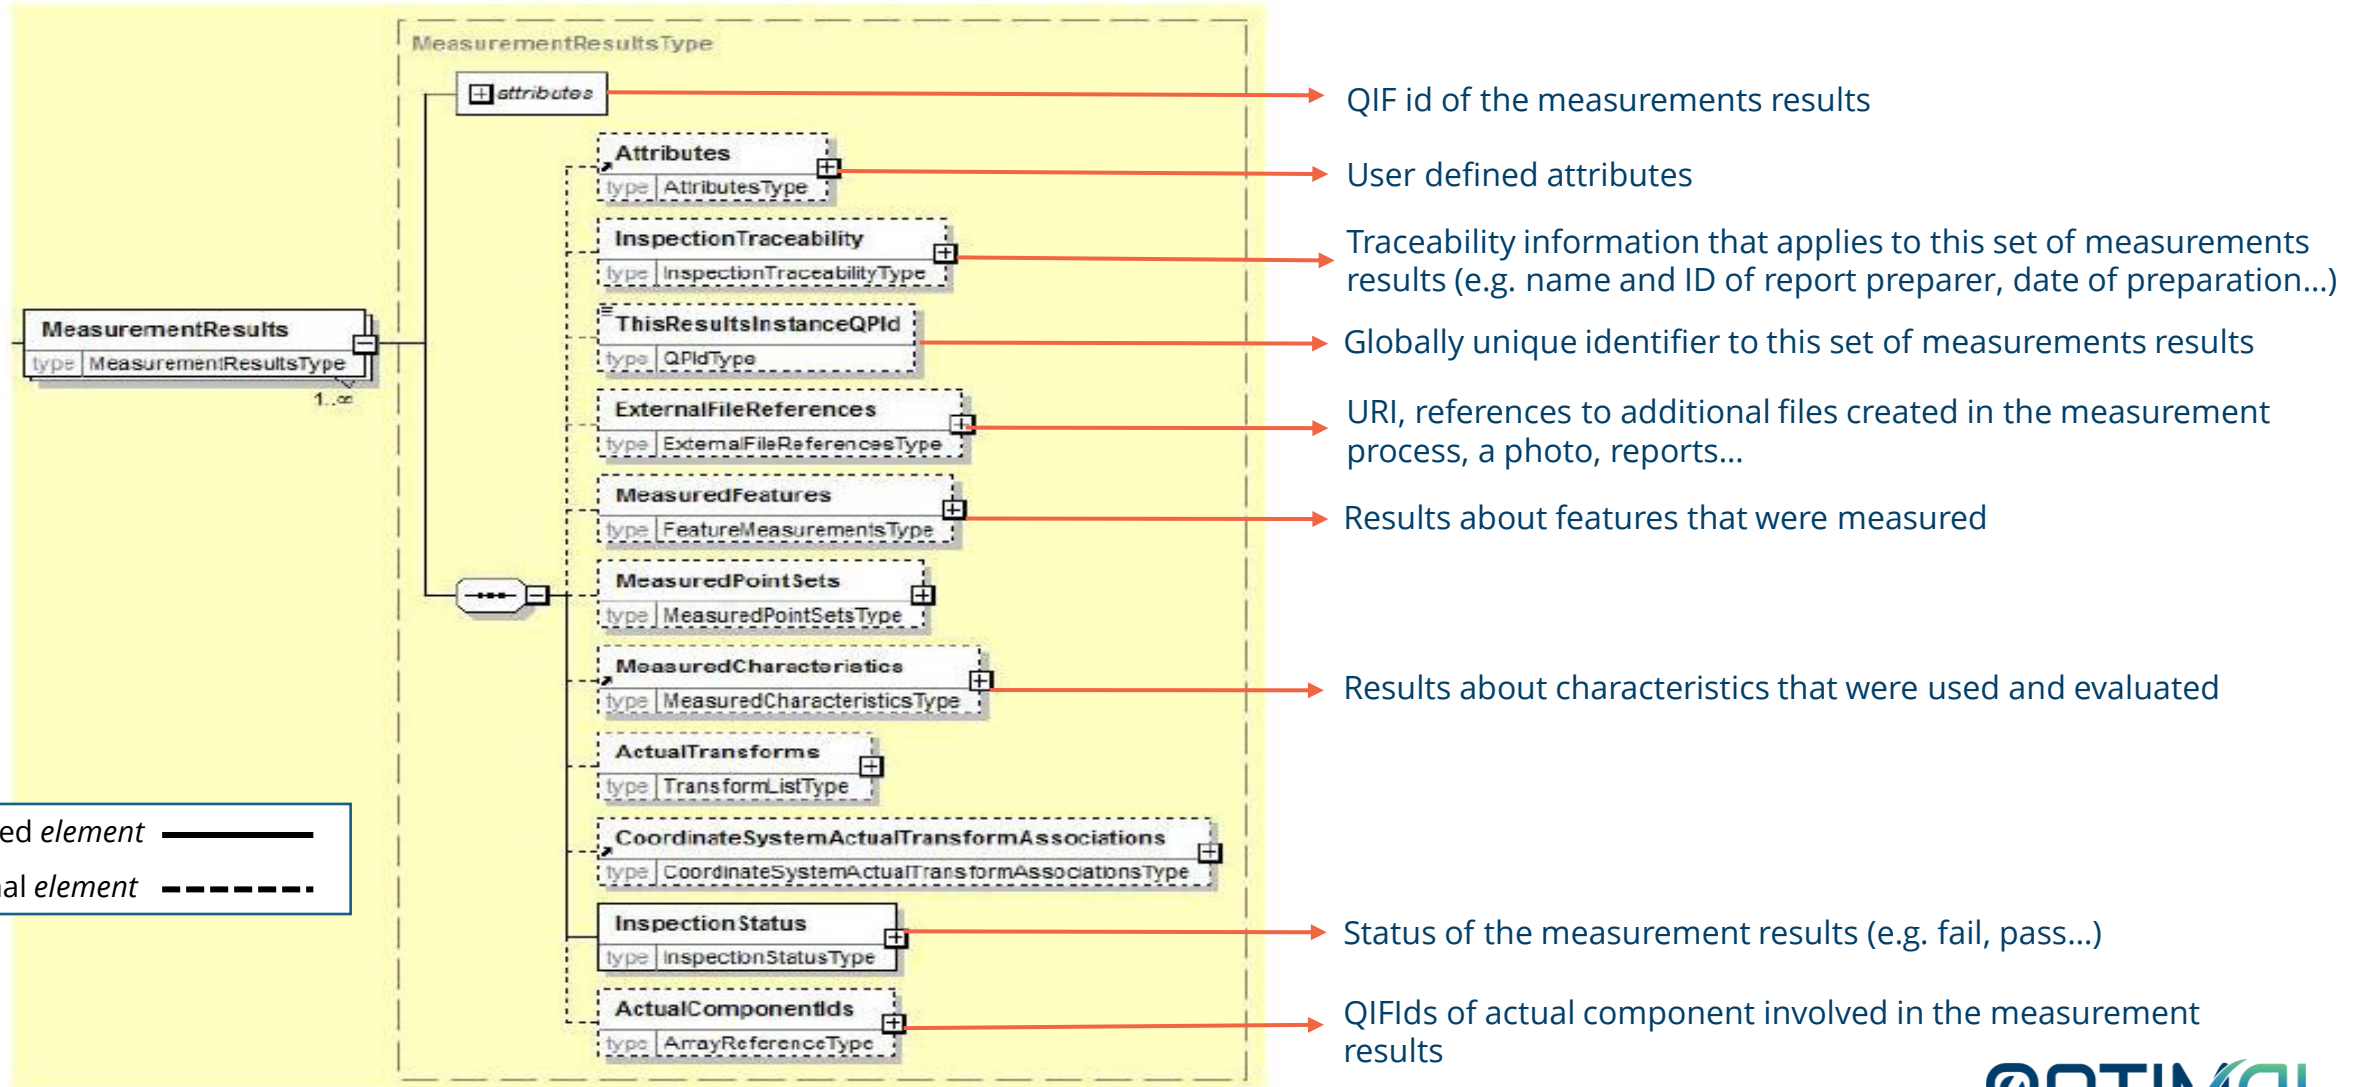 MeasurementResultsType
attributes
QIF id of the measurements results
Attributes
type AttributesType
User defined attributes
InspectionTraceability
type InspectionTraceabilityType
Traceability information that applies to this set of measurements
results (e.g. name and ID of report preparer, date of preparation...)
MeasurementResults
type MeasurementResultsType
1..∞
ThisResultsInstanceQPId
type QPIdType
Globally unique identifier to this set of measurements results
ExternalFileReferences
type ExternalFileReferencesType
URI, references to additional files created in the measurement
process, a photo, reports...
MeasuredFeatures
type FeatureMeasurementsType
Results about features that were measured
MeasuredPointSets
type MeasuredPointSetsType
MeasuredCharacteristics
type MeasuredCharacteristicsType
Results about characteristics that were used and evaluated
ActualTransforms
type TransformListType
ed element
al element
CoordinateSystemActualTransformAssociations
type CoordinateSystemActualTransformAssociationsType
InspectionStatus
type InspectionStatusType
Status of the measurement results (e.g. fail, pass...)
ActualComponentIds
type ArrayReferenceType
QIFIds of actual component involved in the measurement
results